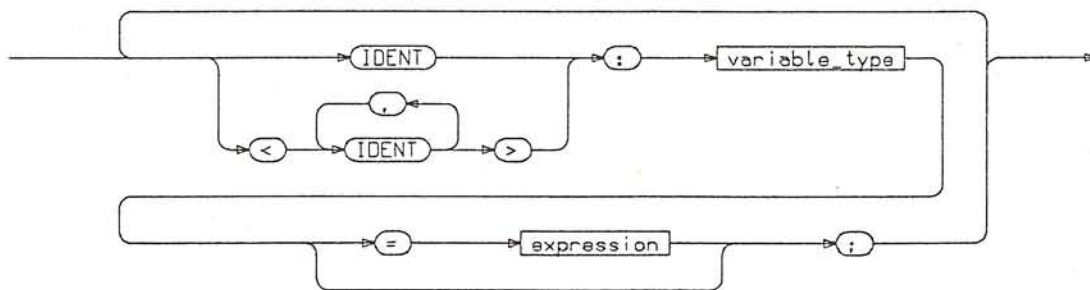 IDENT : variable_type
,
< IDENT >
= expression ;